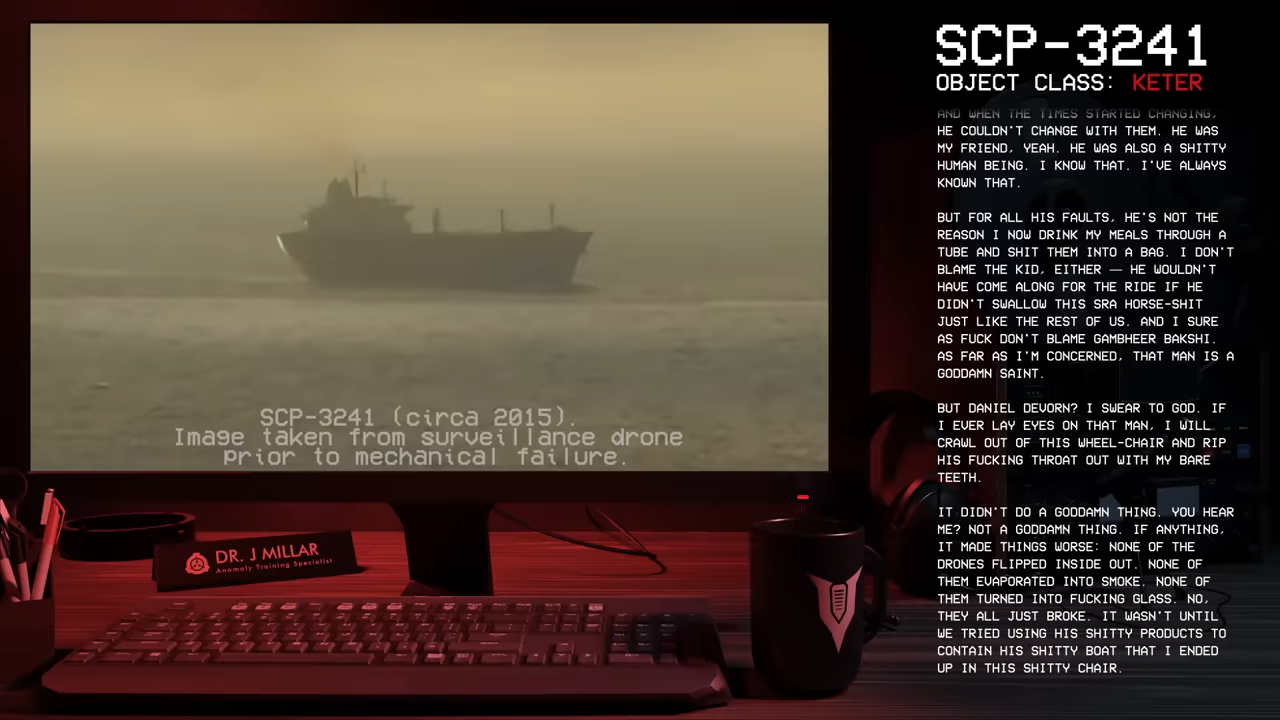 SCP-3241
OBJECT CLASS: KETER
AND WHEN THE TIMES STARTED CHANGING,
HE COULDN'T CHANGE WITH THEM. HE WAS
MY FRIEND, YEAH. HE WAS ALSO A SHITTY
HUMAN BEING. I KNOW THAT. I'VE ALWAYS
KNOWN THAT.
BUT FOR ALL HIS FAULTS, HE'S NOT THE
REASON I NOW DRINK MY MEALS THROUGH A
TUBE AND SHIT THEM INTO A BAG. I DON'T
BLAME THE KID, EITHER — HE WOULDN'T
HAVE COME ALONG FOR THE RIDE IF HE
DIDN'T SWALLOW THIS SRA HORSE-SHIT
JUST LIKE THE REST OF US. AND I SURE
AS FUCK DON'T BLAME GAMBHEER BAKSHI.
AS FAR AS I'M CONCERNED, THAT MAN IS A
GODDAMN SAINT.
BUT DANIEL DEVORN? I SWEAR TO GOD. IF
I EVER LAY EYES ON THAT MAN, I WILL
CRAWL OUT OF THIS WHEEL-CHAIR AND RIP
HIS FUCKING THROAT OUT WITH MY BARE
TEETH.
IT DIDN'T DO A GODDAMN THING. YOU HEAR
ME? NOT A GODDAMN THING. IF ANYTHING,
IT MADE THINGS WORSE: NONE OF THE
DRONES FLIPPED INSIDE OUT. NONE OF
THEM EVAPORATED INTO SMOKE. NONE OF
THEM TURNED INTO FUCKING GLASS. NO,
THEY ALL JUST BROKE. IT WASN'T UNTIL
WE TRIED USING HIS SHITTY PRODUCTS TO
CONTAIN HIS SHITTY BOAT THAT I ENDED
UP IN THIS SHITTY CHAIR.
SCP-3241 (circa 2015).
Image taken from surveillance drone
prior to mechanical failure.
DR. J MILLAR
Anomaly Training Specialist